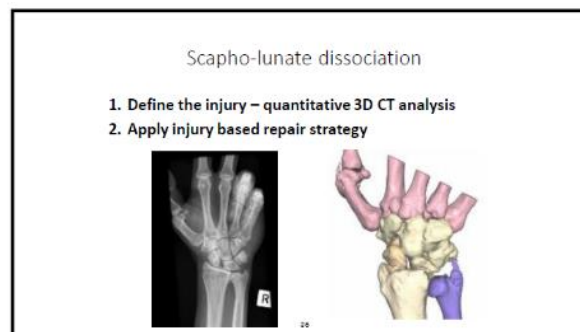 Scapho-lunate dissociation
1. Define the injury – quantitative 3D CT analysis
2. Apply injury based repair strategy
R
26